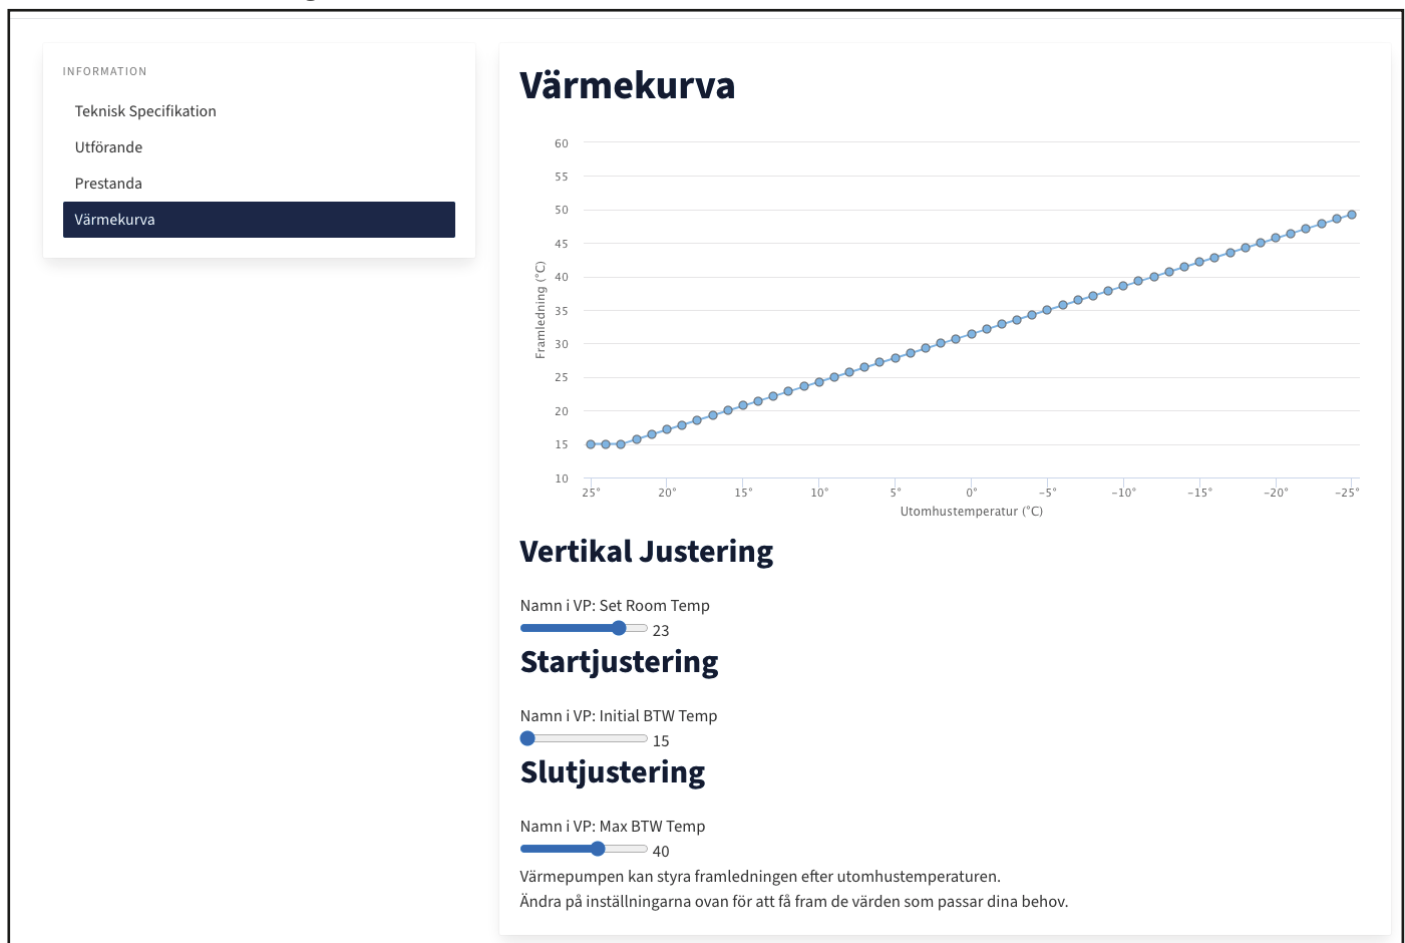 INFORMATION
Teknisk Specifikation
Utförande
Prestanda
Värmekurva
Värmekurva
60
55
50
45
40
35
30
25
20
15
10
Framledning (°C)
25° 20° 15° 10° 5° 0° −5° −10° −15° −20° −25°
Utomhustemperatur (°C)
Vertikal Justering
Namn i VP: Set Room Temp
23
Startjustering
Namn i VP: Initial BTW Temp
15
Slutjustering
Namn i VP: Max BTW Temp
40
Värmepumpen kan styra framledningen efter utomhustemperaturen.
Ändra på inställningarna ovan för att få fram de värden som passar dina behov.